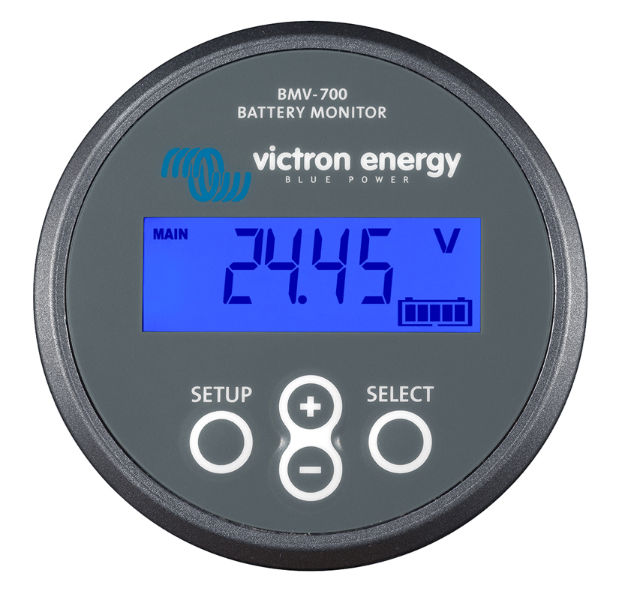 BMV-700
BATTERY MONITOR
victron energy
BLUE POWER
MAIN 24.45 V
SETUP + SELECT
-